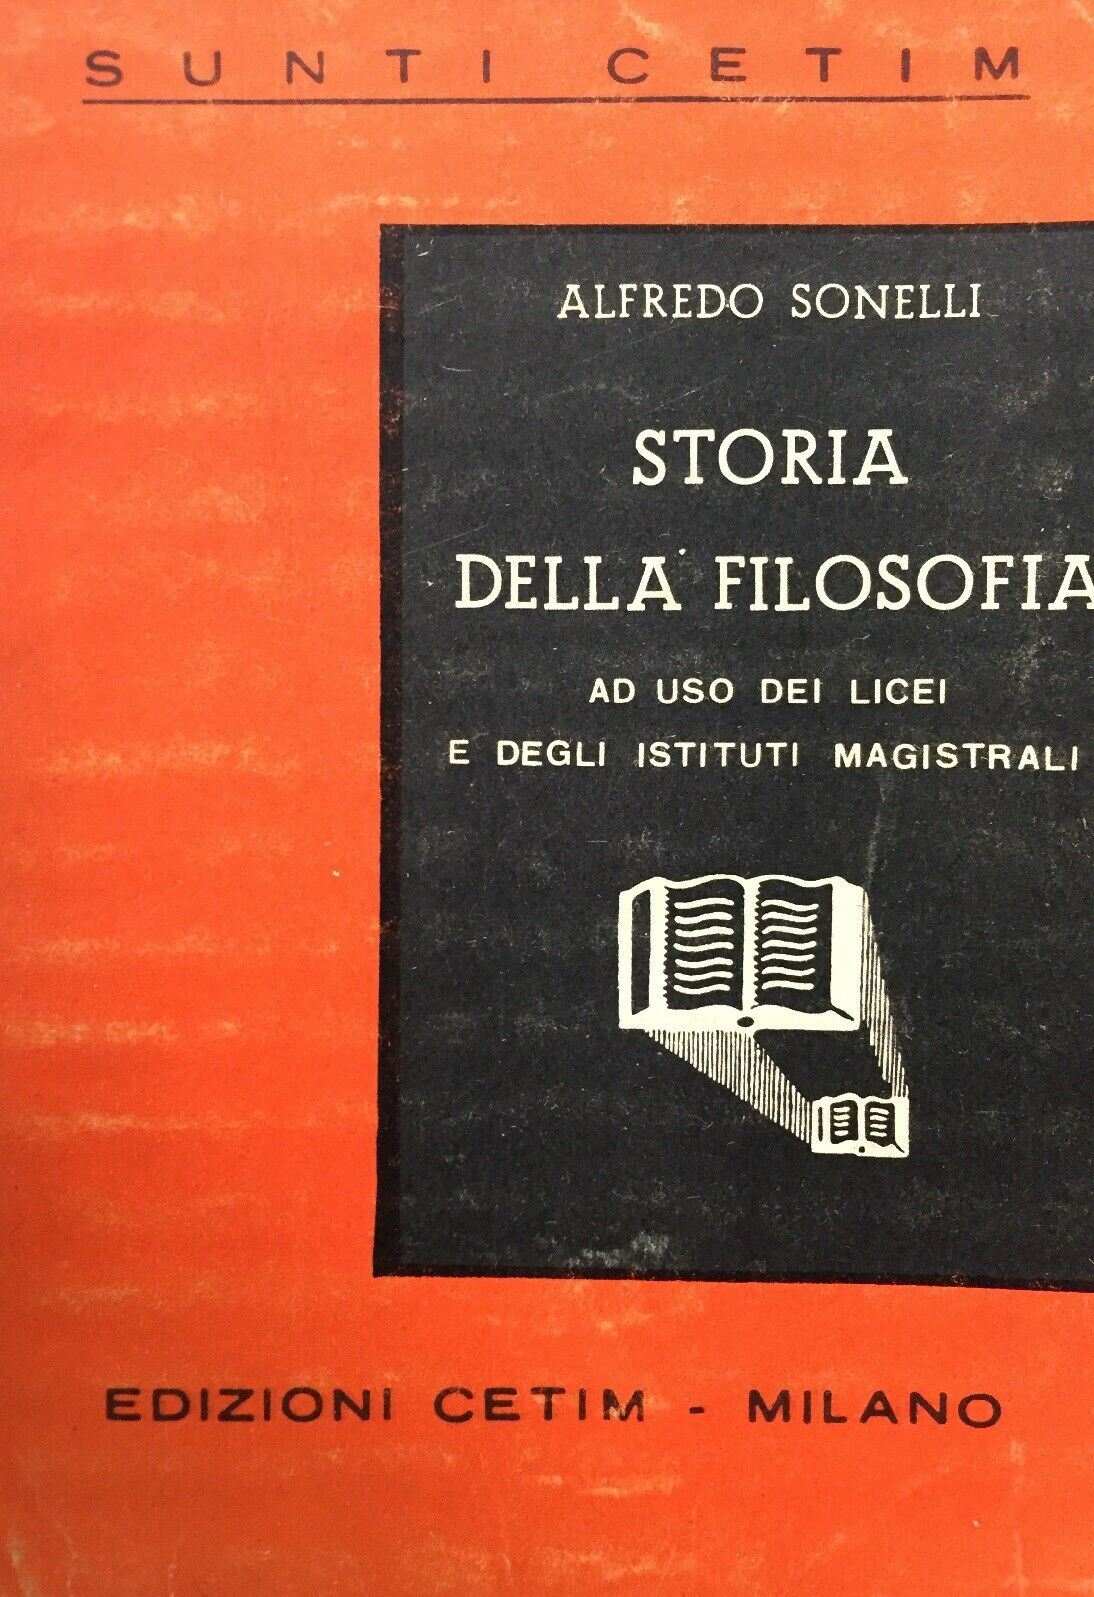 SUNTI CETIM
ALFREDO SONELLI
STORIA
DELLA FILOSOFIA
AD USO DEI LICEI
E DEGLI ISTITUTI MAGISTRALI
EDIZIONI CETIM - MILANO